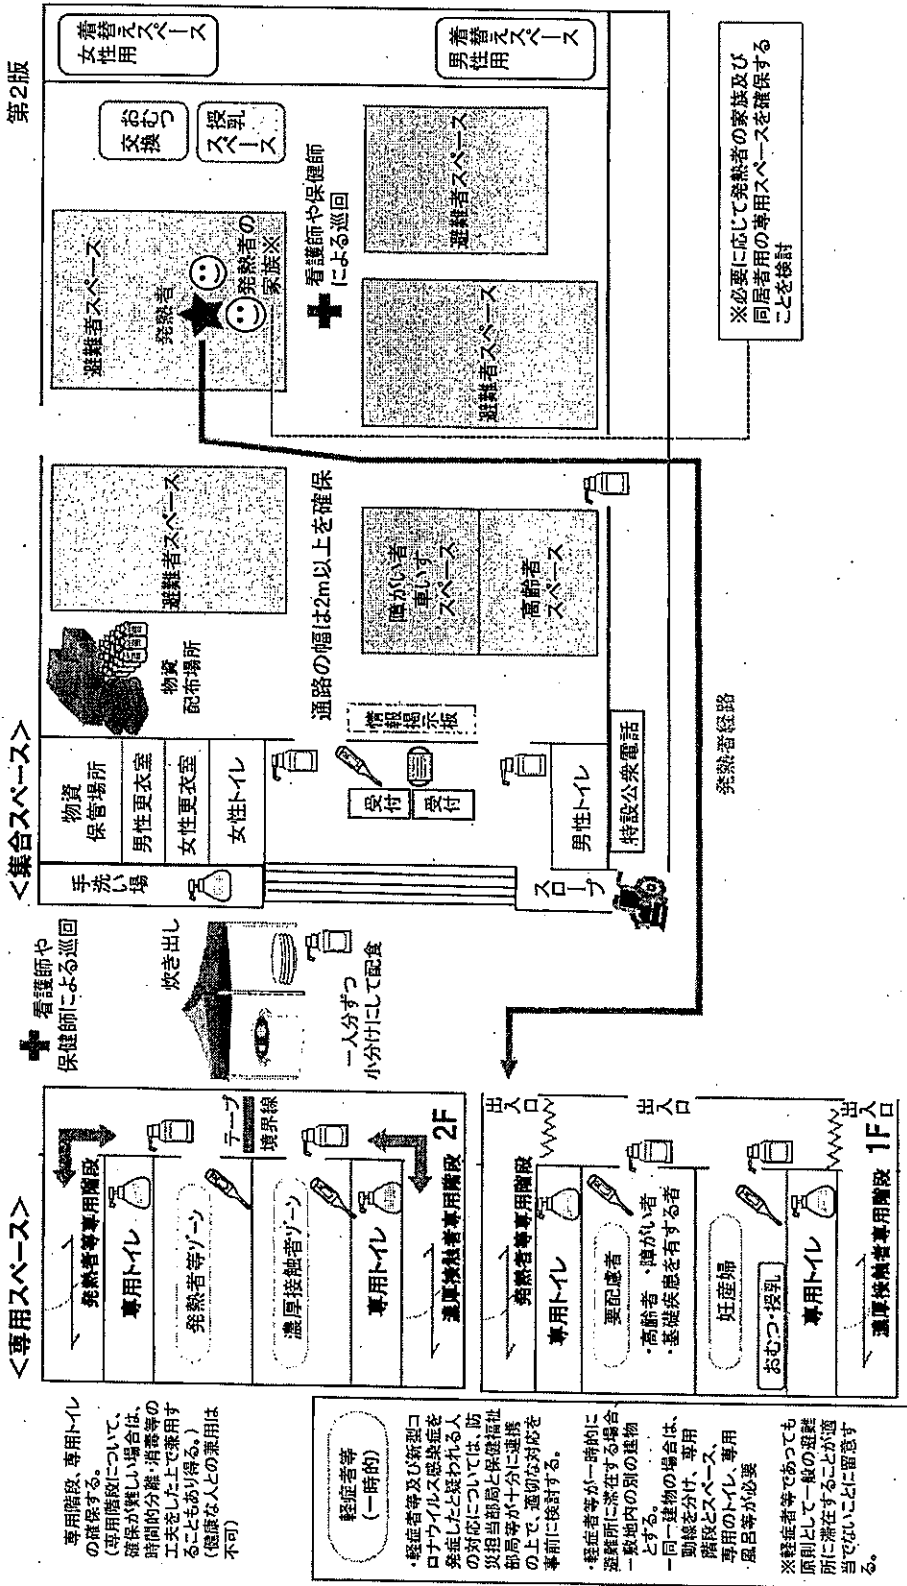 第2版
<専用スペース>
専用階段、専用トイレ
の確保する。
(専用階段について、
確保が難しい場合は、
時間的分離・消毒等の
工夫をした上で兼用す
ることもあり得る。)
(健康な人との兼用は
不可)
発熱者等専用階段
専用トイレ
発熱者等ゾーン
濃厚接触者ゾーン
専用トイレ
濃厚接触者専用階段
2F
テープ
境界線
軽症者等
(一時的)
・軽症者等及び新型コ
ロナウイルス感染症を
発症したと疑われる人
の対応については、防
災担当部局と保健福祉
部局等が十分に連携
の上で、適切な対応を
事前に検討する。
・軽症者等が一時的に
避難所に滞在する場合
ー敷地内の別の建物
とする。
ー同一建物の場合は、
動線を分け、専用
階段とスペース、
専用のトイレ、専用
風呂等が必要
※軽症者等であっても
原則として一般の避難
所に滞在することが適
当でないことに留意す
る。
発熱者等専用階段
専用トイレ
要配慮者
・高齢者・障がい者
・基礎疾患を有する者
妊産婦
おむつ・授乳
専用トイレ
濃厚接触者専用階段
1F
出入口
出入口
出入口
看護師や
保健師による巡回
炊き出し
一人分ずつ
小分けにして配食
<集合スペース>
手洗い場
スロープ
物資
保管場所
男性更衣室
女性更衣室
女性トイレ
受付
受付
男性トイレ
特設公衆電話
物資
配布場所
情報掲示板
避難者スペース
通路の幅は2m以上を確保
障がい者
車いす
スペース
高齢者
スペース
避難者スペース
発熱者
発熱者の
家族※
看護師や保健師
による巡回
避難者スペース
避難者スペース
おむつ
交換
授乳
スペース
女性用
着替え
スペース
男性用
着替え
スペース
発熱者経路
※必要に応じて発熱者の家族及び
同居者用の専用スペースを確保する
ことを検討